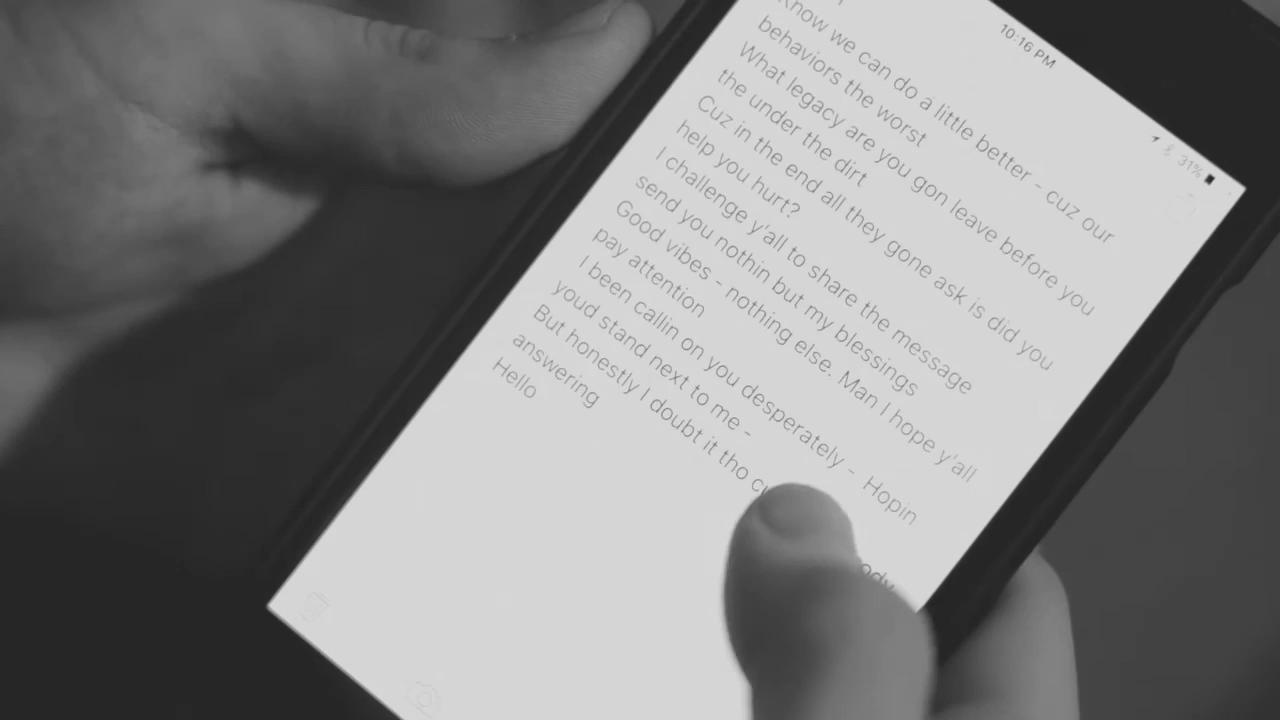 10:16 PM
31%
Know we can do a little better - cuz our
behaviors the worst
What legacy are you gon leave before you
the under the dirt
Cuz in the end all they gone ask is did you
help you hurt?
I challenge y'all to share the message
send you nothin but my blessings
Good vibes - nothing else. Man I hope y'all
pay attention
I been callin on you desperately - Hopin
youd stand next to me -
But honestly I doubt it tho
answering
Hello